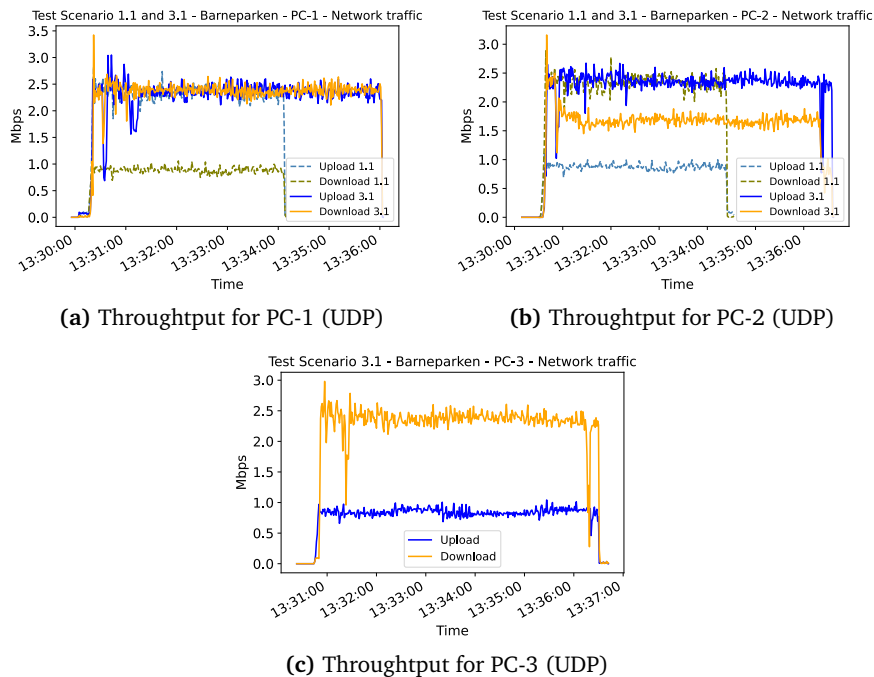 Test Scenario 1.1 and 3.1 - Barneparken - PC-1 - Network traffic
3.5
3.0
2.5
2.0
1.5
1.0
0.5
0.0
Mbps
Upload 1.1
Download 1.1
Upload 3.1
Download 3.1
13:30:00
13:31:00
13:32:00
13:33:00
13:34:00
13:35:00
13:36:00
Time
(a) Throughtput for PC-1 (UDP)
Test Scenario 1.1 and 3.1 - Barneparken - PC-2 - Network traffic
3.0
2.5
2.0
1.5
1.0
0.5
0.0
Mbps
Upload 1.1
Download 1.1
Upload 3.1
Download 3.1
13:30:00
13:31:00
13:32:00
13:33:00
13:34:00
13:35:00
13:36:00
Time
(b) Throughtput for PC-2 (UDP)
Test Scenario 3.1 - Barneparken - PC-3 - Network traffic
3.0
2.5
2.0
1.5
1.0
0.5
0.0
Mbps
Upload
Download
13:31:00
13:32:00
13:33:00
13:34:00
13:35:00
13:36:00
13:37:00
Time
(c) Throughtput for PC-3 (UDP)